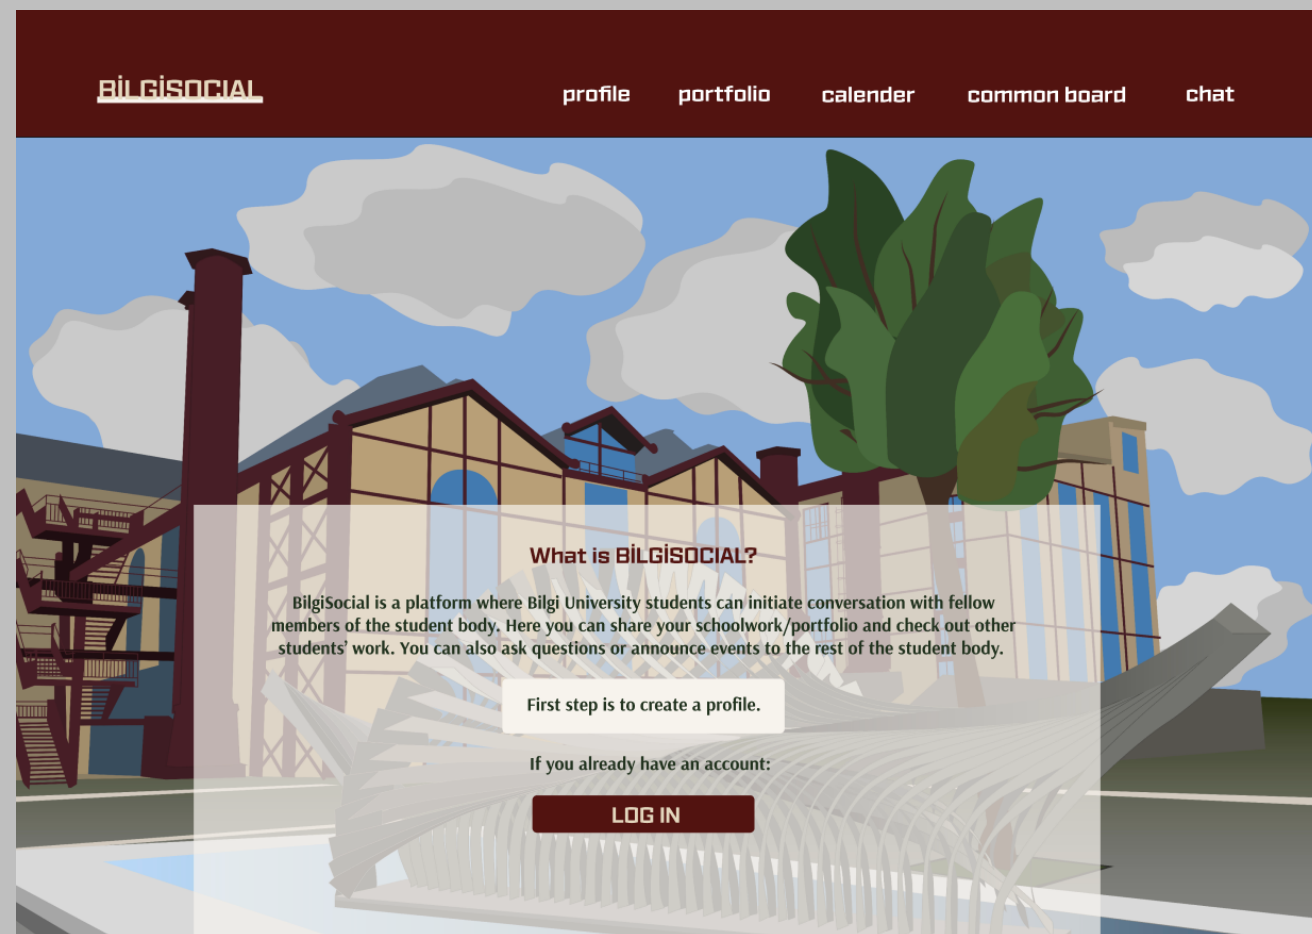 BİLGİSOCIAL
profile portfolio calender common board chat
What is BİLGİSOCIAL?
BilgiSocial is a platform where Bilgi University students can initiate conversation with fellow
members of the student body. Here you can share your schoolwork/portfolio and check out other
students' work. You can also ask questions or announce events to the rest of the student body.
First step is to create a profile.
If you already have an account:
LOG IN